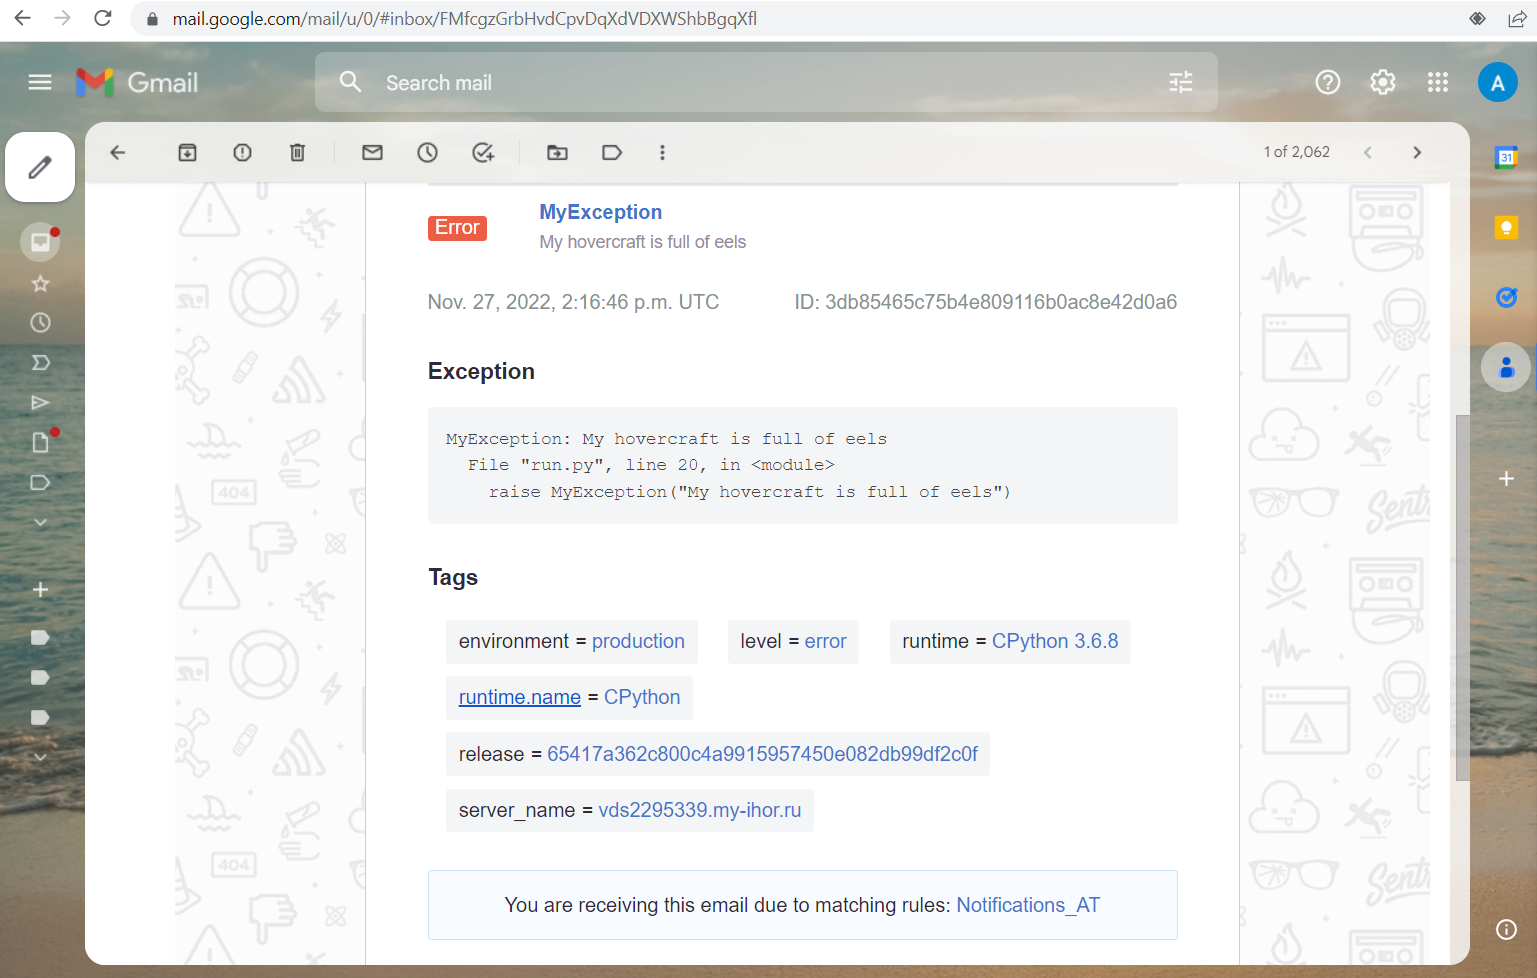 mail.google.com/mail/u/0/#inbox/FMfcgzGrbHvdCpvDqXdVDXWShbBgqXfl
Gmail
Search mail
A
1 of 2,062
31
Error
MyException
My hovercraft is full of eels
Nov. 27, 2022, 2:16:46 p.m. UTC
ID: 3db85465c75b4e809116b0ac8e42d0a6
Exception
MyException: My hovercraft is full of eels
File "run.py", line 20, in <module>
raise MyException("My hovercraft is full of eels")
Tags
environment = production
level = error
runtime = CPython 3.6.8
runtime.name = CPython
release = 65417a362c800c4a9915957450e082db99df2c0f
server_name = vds2295339.my-ihor.ru
You are receiving this email due to matching rules: Notifications_AT
404
404